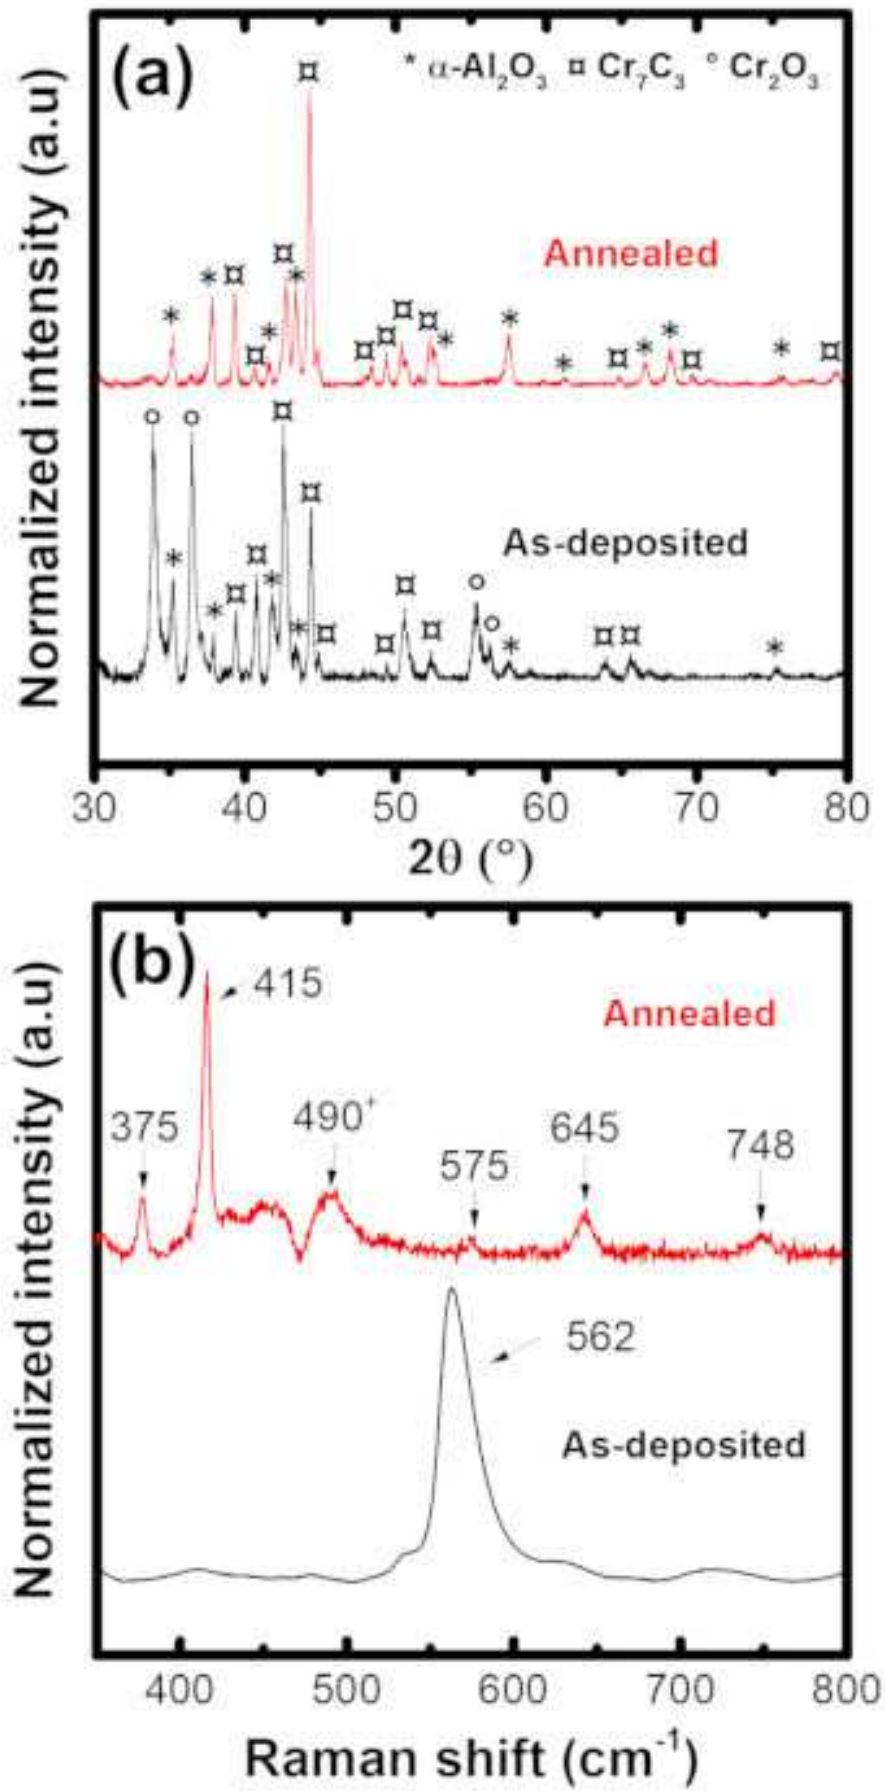 (a)
* α-Al₂O₃ ¤ Cr₇C₃ ° Cr₂O₃
Normalized intensity (a.u)
Annealed
As-deposited
30 40 50 60 70 80
2θ (°)
(b)
415
Annealed
375
490⁺
575
645
748
Normalized intensity (a.u)
562
As-deposited
400 500 600 700 800
Raman shift (cm⁻¹)